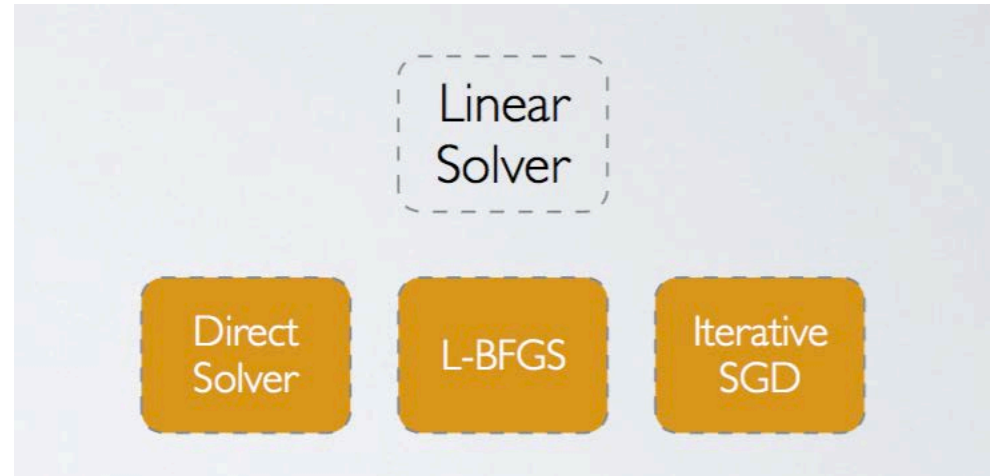 Linear
Solver
Direct
Solver
L-BFGS
Iterative
SGD